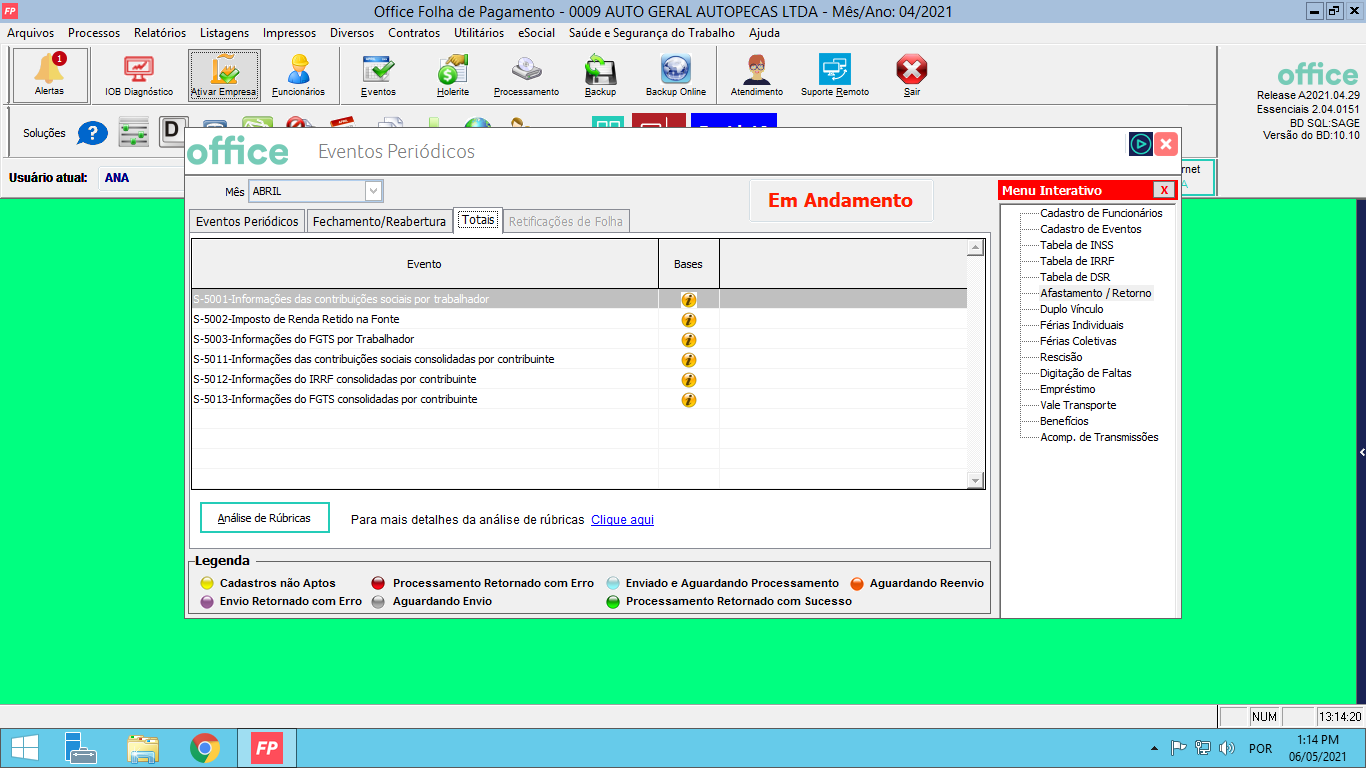 FP Office Folha de Pagamento - 0009 AUTO GERAL AUTOPECAS LTDA - Mês/Ano: 04/2021
Arquivos Processos Relatórios Listagens Impressos Diversos Contratos Utilitários eSocial Saúde e Segurança do Trabalho Ajuda
1
Alertas IOB Diagnóstico Ativar Empresa Funcionários Eventos Holerite Processamento Backup Backup Online Atendimento Suporte Remoto Sair
office
Release A2021.04.29
Essenciais 2.04.0151
BD SQL:SAGE
Versão do BD:10.10
Soluções ? D
Usuário atual: ANA
rnet
office Eventos Periódicos
Mês ABRIL
Em Andamento
Eventos Periódicos Fechamento/Reabertura Totais Retificações de Folha
Evento Bases
S-5001-Informações das contribuições sociais por trabalhador
S-5002-Imposto de Renda Retido na Fonte
S-5003-Informações do FGTS por Trabalhador
S-5011-Informações das contribuições sociais consolidadas por contribuinte
S-5012-Informações do IRRF consolidadas por contribuinte
S-5013-Informações do FGTS consolidadas por contribuinte
Análise de Rúbricas Para mais detalhes da análise de rúbricas Clique aqui
Legenda
Cadastros não Aptos Processamento Retornado com Erro Enviado e Aguardando Processamento Aguardando Reenvio
Envio Retornado com Erro Aguardando Envio Processamento Retornado com Sucesso
Menu Interativo X
Cadastro de Funcionários
Cadastro de Eventos
Tabela de INSS
Tabela de IRRF
Tabela de DSR
Afastamento / Retorno
Duplo Vínculo
Férias Individuais
Férias Coletivas
Rescisão
Digitação de Faltas
Empréstimo
Vale Transporte
Benefícios
Acomp. de Transmissões
NUM 13:14:20
FP POR 1:14 PM
06/05/2021